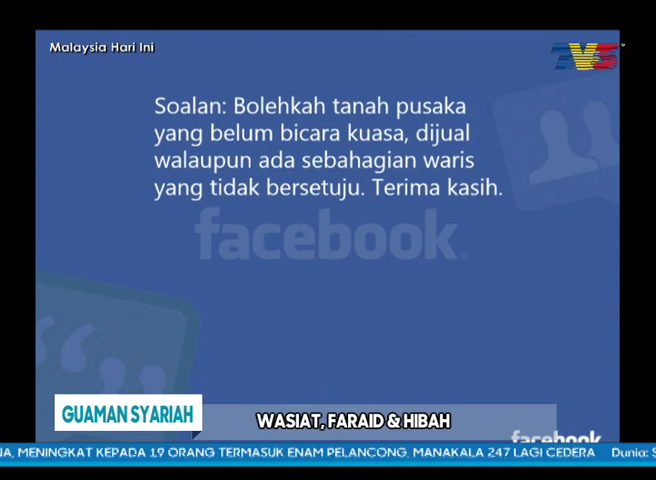 Malaysia Hari Ini
TV3
Soalan: Bolehkah tanah pusaka
yang belum bicara kuasa, dijual
walaupun ada sebahagian waris
yang tidak bersetuju. Terima kasih.
facebook.
GUAMAN SYARIAH
WASIAT, FARAID & HIBAH
facebook
NA, MENINGKAT KEPADA 19 ORANG TERMASUK ENAM PELANCONG, MANAKALA 247 LAGI CEDERA Dunia: S